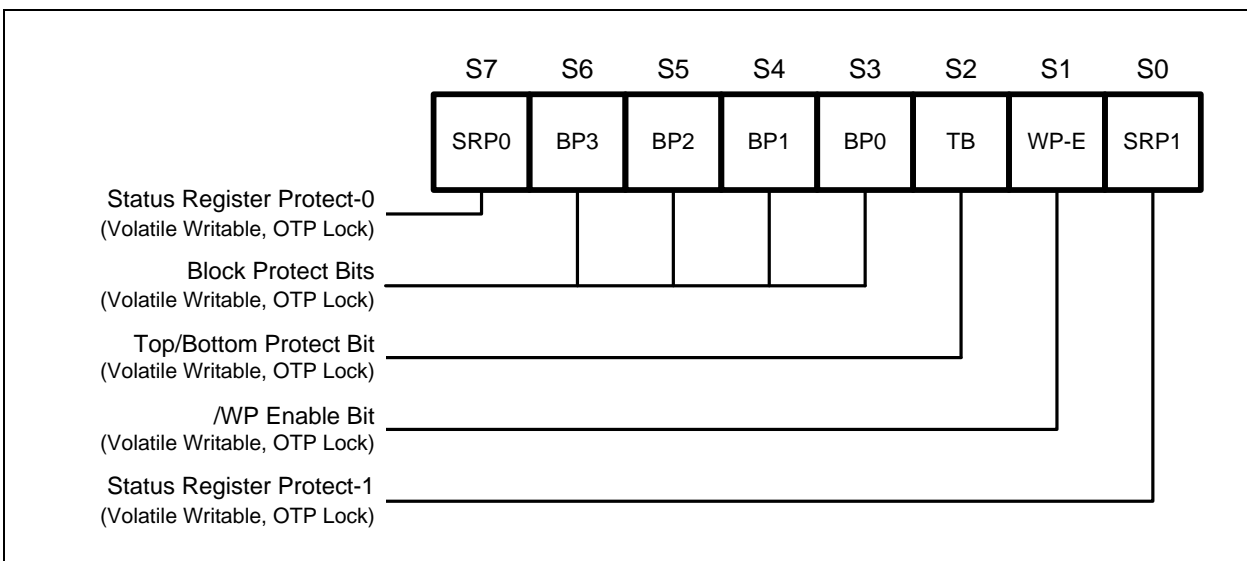 S7 S6 S5 S4 S3 S2 S1 S0
SRP0 BP3 BP2 BP1 BP0 TB WP-E SRP1
Status Register Protect-0
(Volatile Writable, OTP Lock)
Block Protect Bits
(Volatile Writable, OTP Lock)
Top/Bottom Protect Bit
(Volatile Writable, OTP Lock)
/WP Enable Bit
(Volatile Writable, OTP Lock)
Status Register Protect-1
(Volatile Writable, OTP Lock)